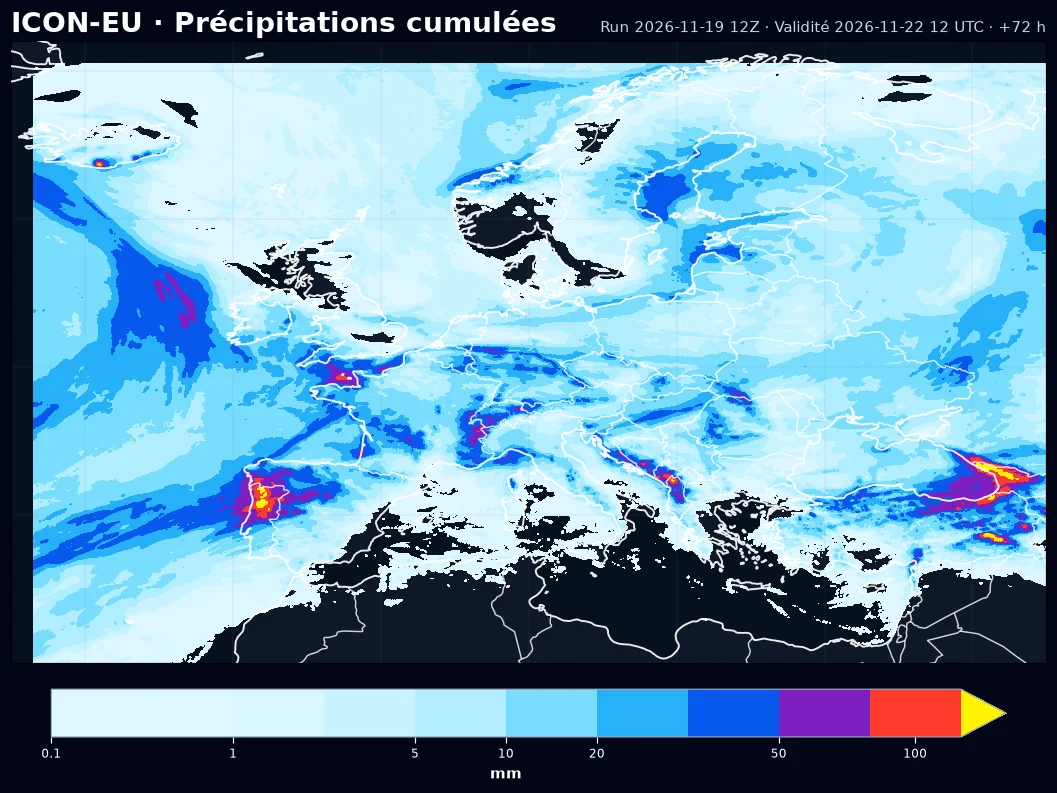 ICON-EU · Précipitations cumulées
Run 2026-11-19 12Z · Validité 2026-11-22 12 UTC · +72 h
0.1 1 5 10 20 50 100
mm